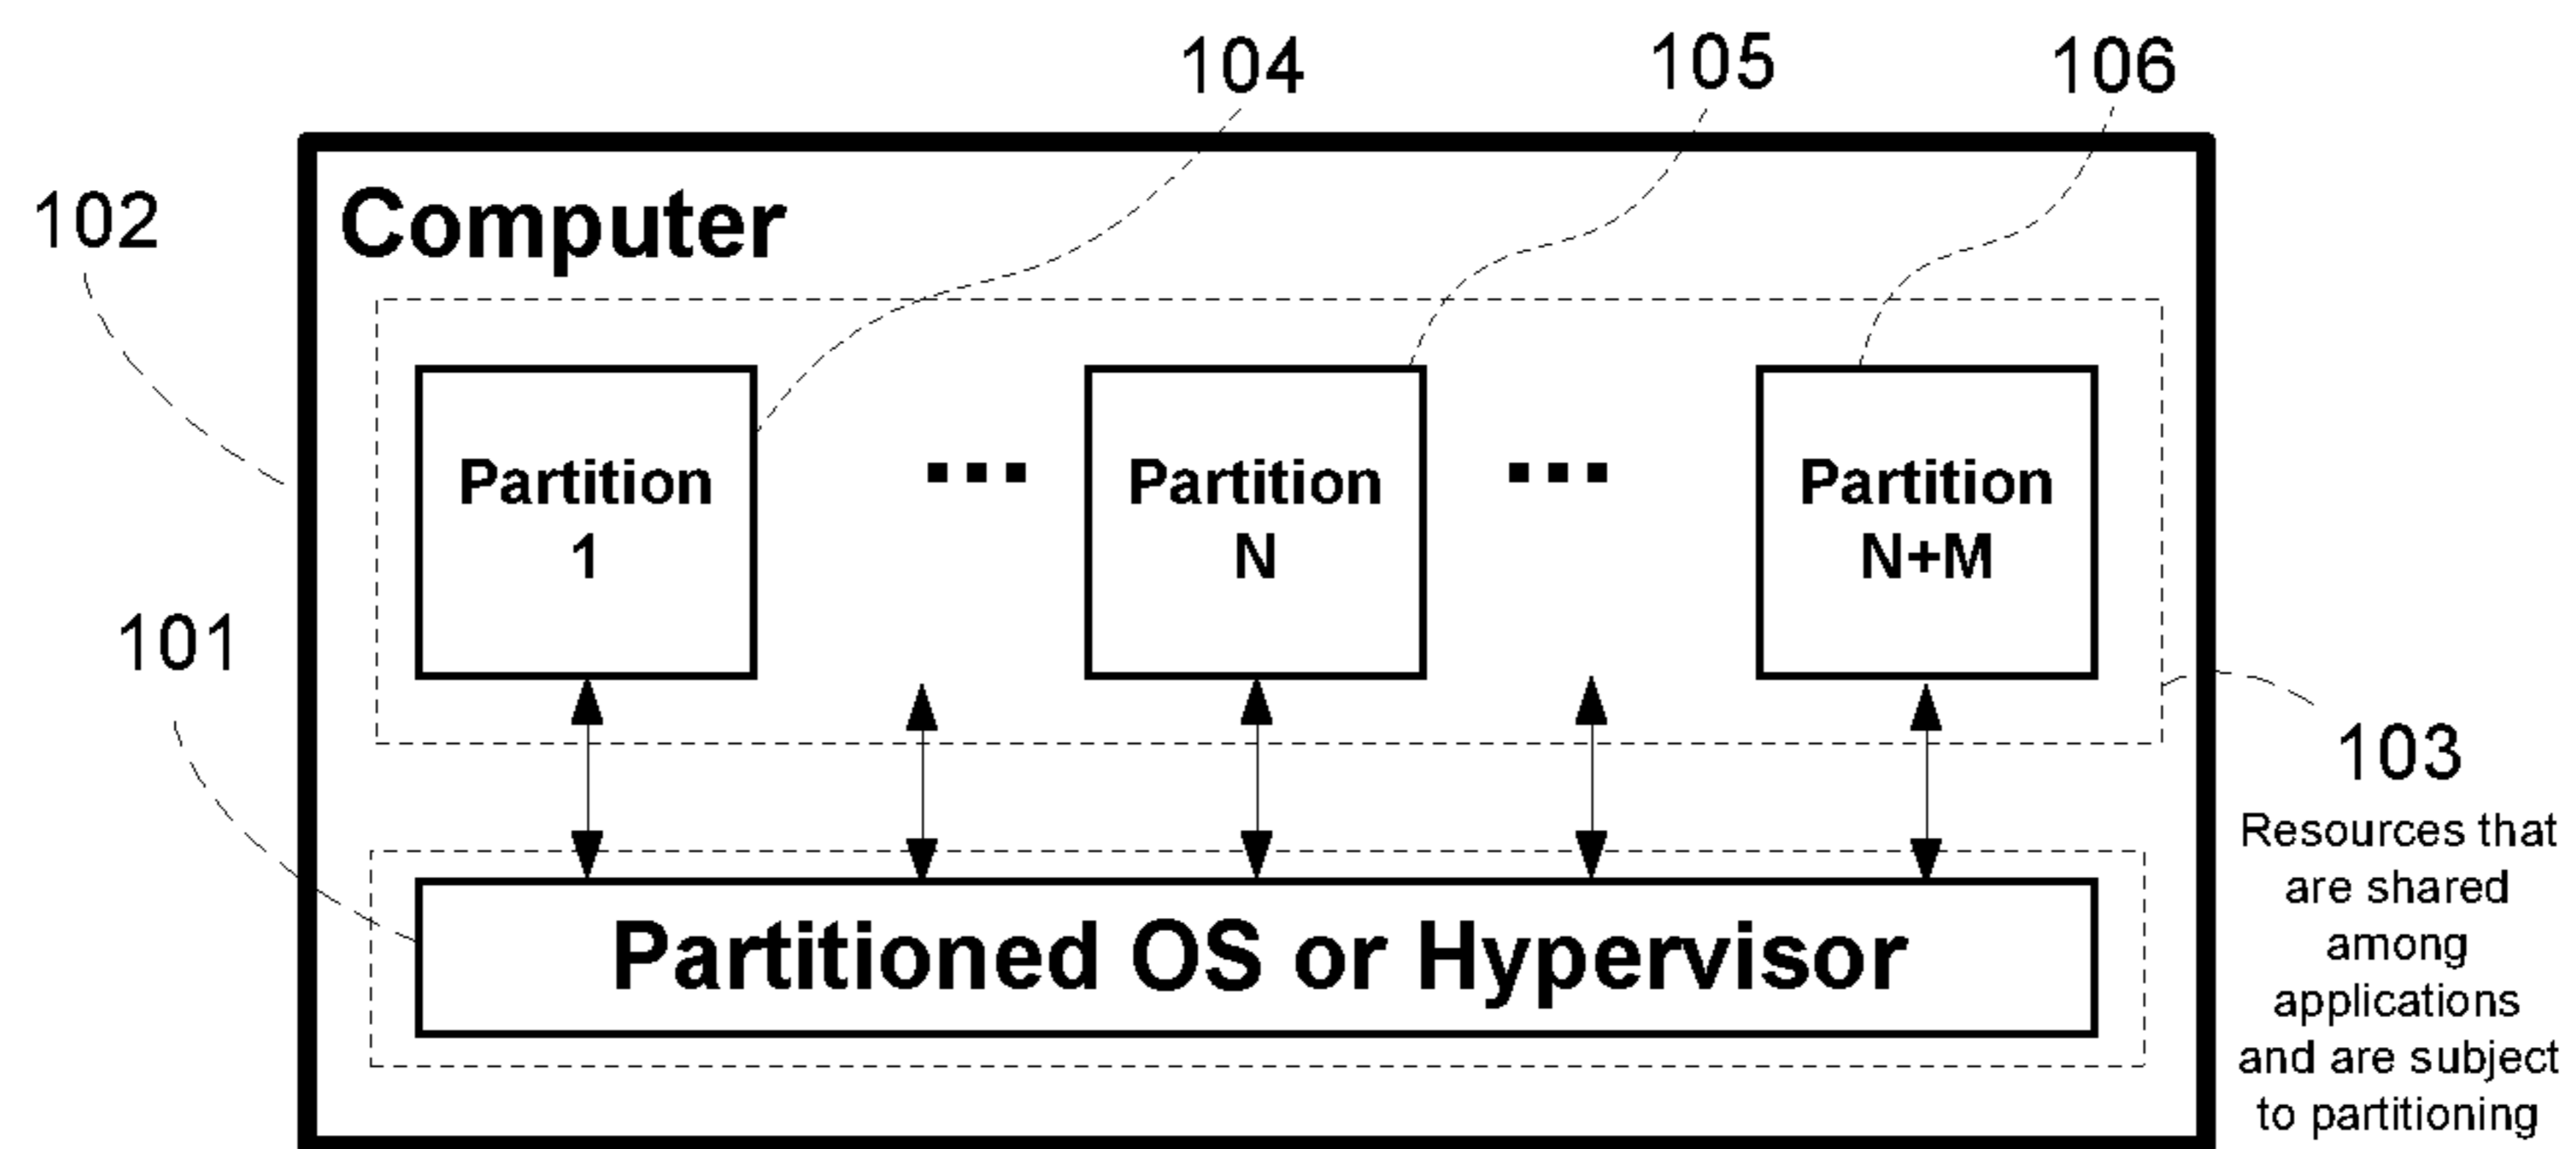 104
105
106
102
Computer
Partition
1
...
Partition
N
...
Partition
N+M
101
103
Resources that
are shared
among
applications
and are subject
to partitioning
Partitioned OS or Hypervisor